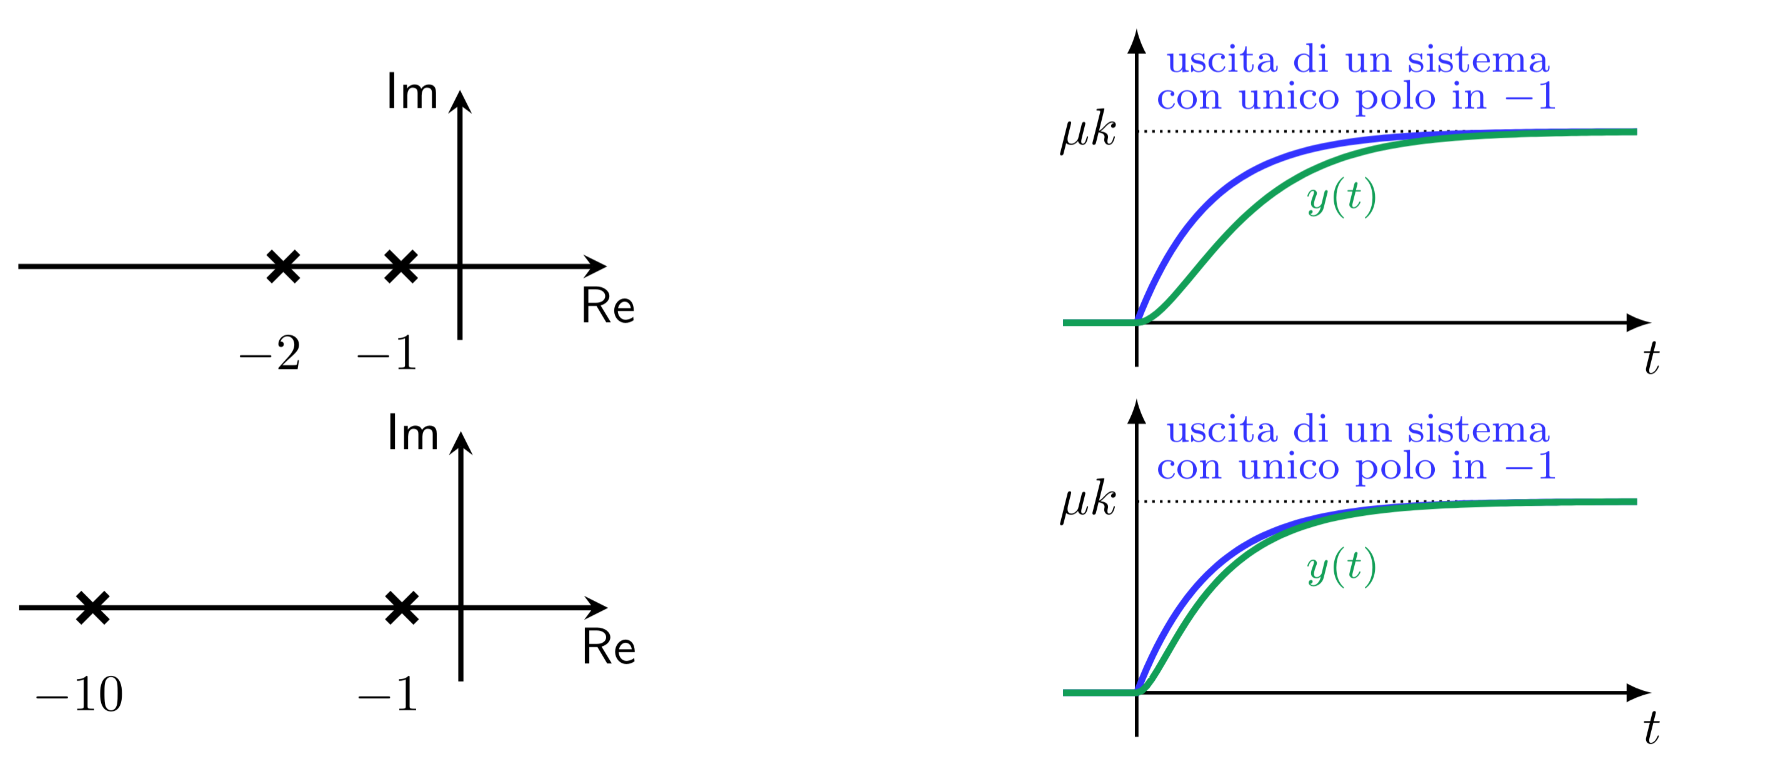 Im
Re
−2
−1
uscita di un sistema
con unico polo in −1
μk
y(t)
t
Im
Re
−10
−1
uscita di un sistema
con unico polo in −1
μk
y(t)
t